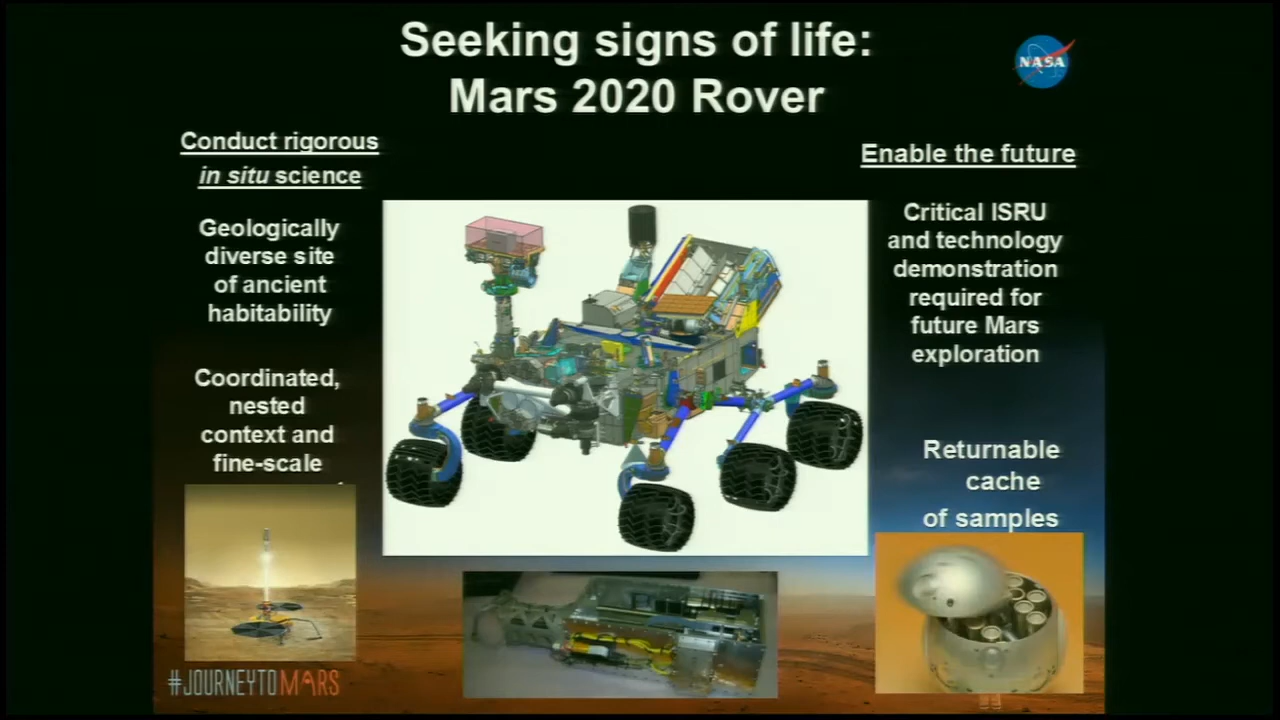 Seeking signs of life:
Mars 2020 Rover
NASA
Conduct rigorous
in situ science
Geologically
diverse site
of ancient
habitability
Coordinated,
nested
context and
fine-scale
Enable the future
Critical ISRU
and technology
demonstration
required for
future Mars
exploration
Returnable
cache
of samples
#JOURNEYTOMARS